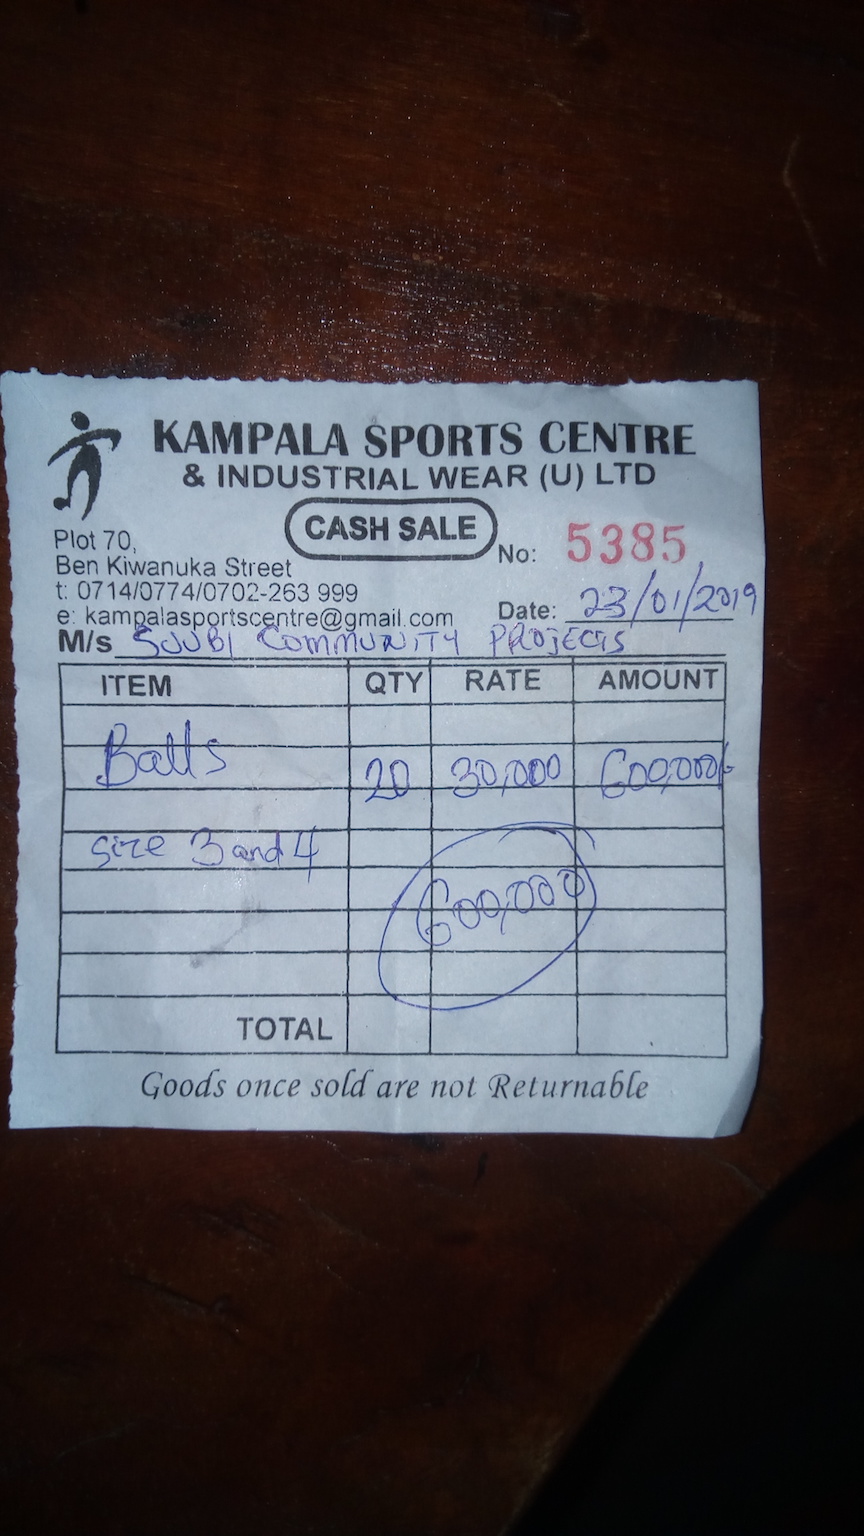 KAMPALA SPORTS CENTRE
& INDUSTRIAL WEAR (U) LTD
CASH SALE
Plot 70,
Ben Kiwanuka Street
t: 0714/0774/0702-263 999
e: kampalasportscentre@gmail.com
No: 5385
Date: 23/01/2019
M/s SUUBI COMMUNITY PROJECTS
ITEM QTY RATE AMOUNT
Balls 20 30,000 600,000/-
Size 3 and 4
600,000
TOTAL
Goods once sold are not Returnable